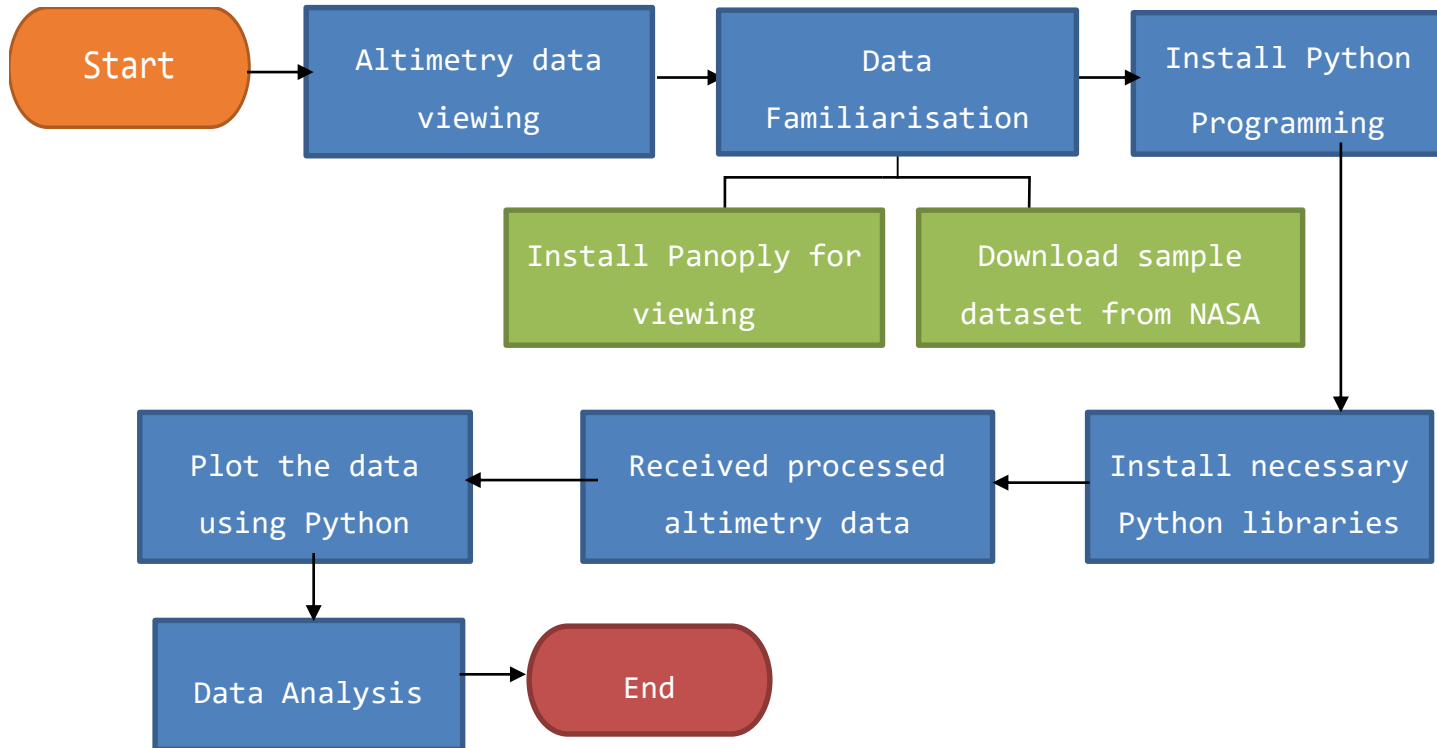 Start
Altimetry data
viewing
Data
Familiarisation
Install Python
Programming
Install Panoply for
viewing
Download sample
dataset from NASA
Plot the data
using Python
Received processed
altimetry data
Install necessary
Python libraries
Data Analysis
End